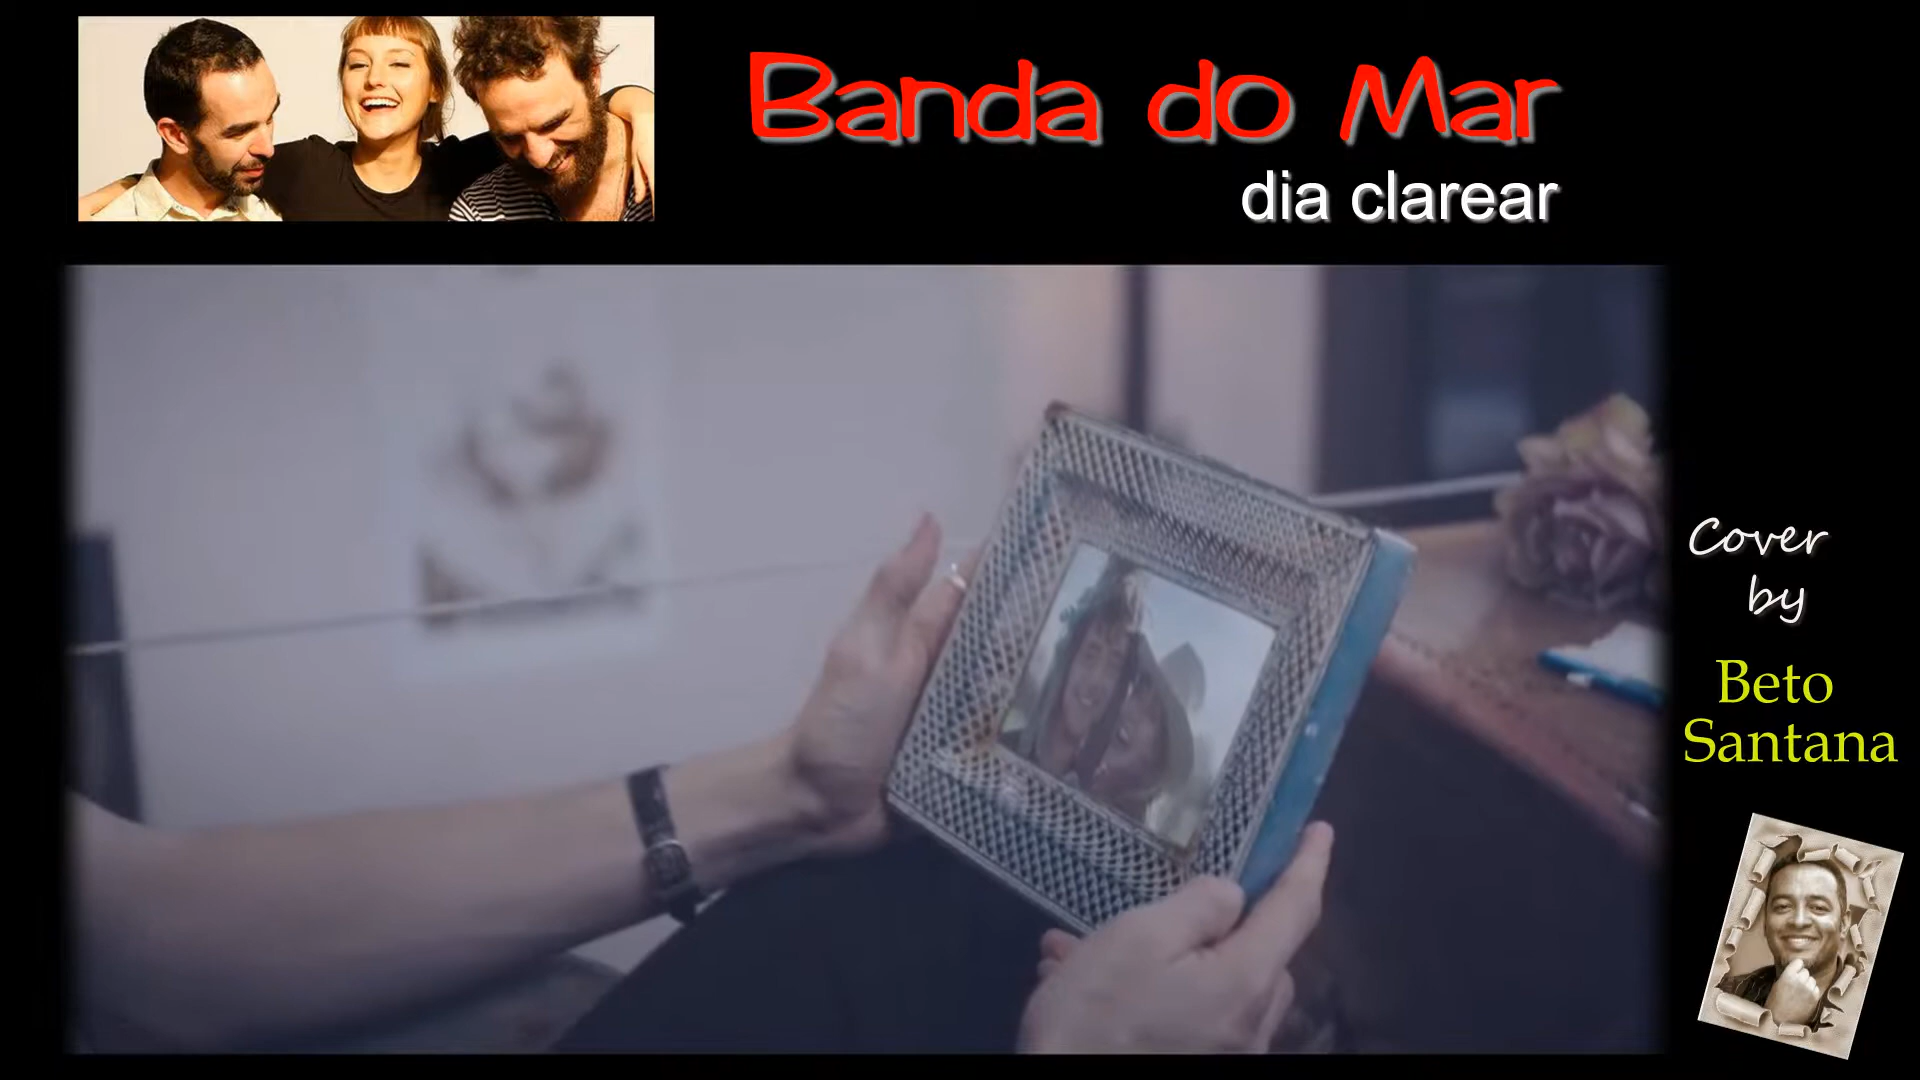 Banda do Mar
dia clarear
Cover
by
Beto
Santana